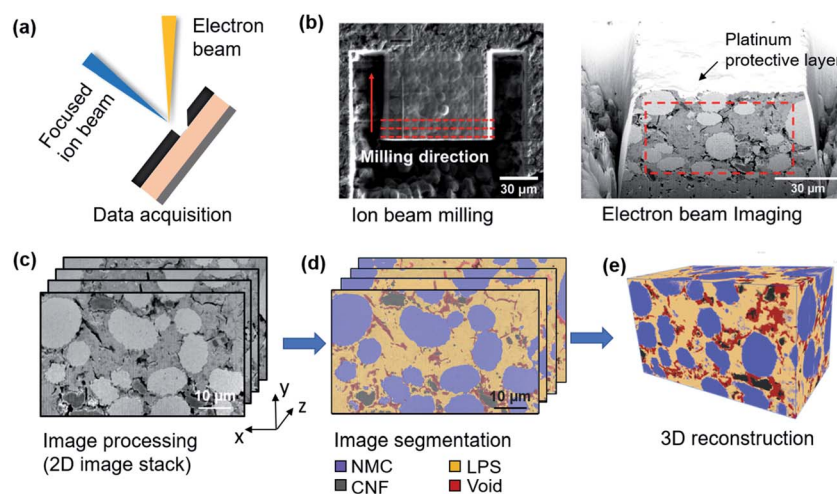 (a)
Electron
beam
Focused
ion beam
Data acquisition
(b)
Milling direction
30 μm
Ion beam milling
Platinum
protective layer
30 μm
Electron beam Imaging
(c)
10 μm
y
z
x
Image processing
(2D image stack)
(d)
10 μm
Image segmentation
NMC
LPS
CNF
Void
(e)
3D reconstruction